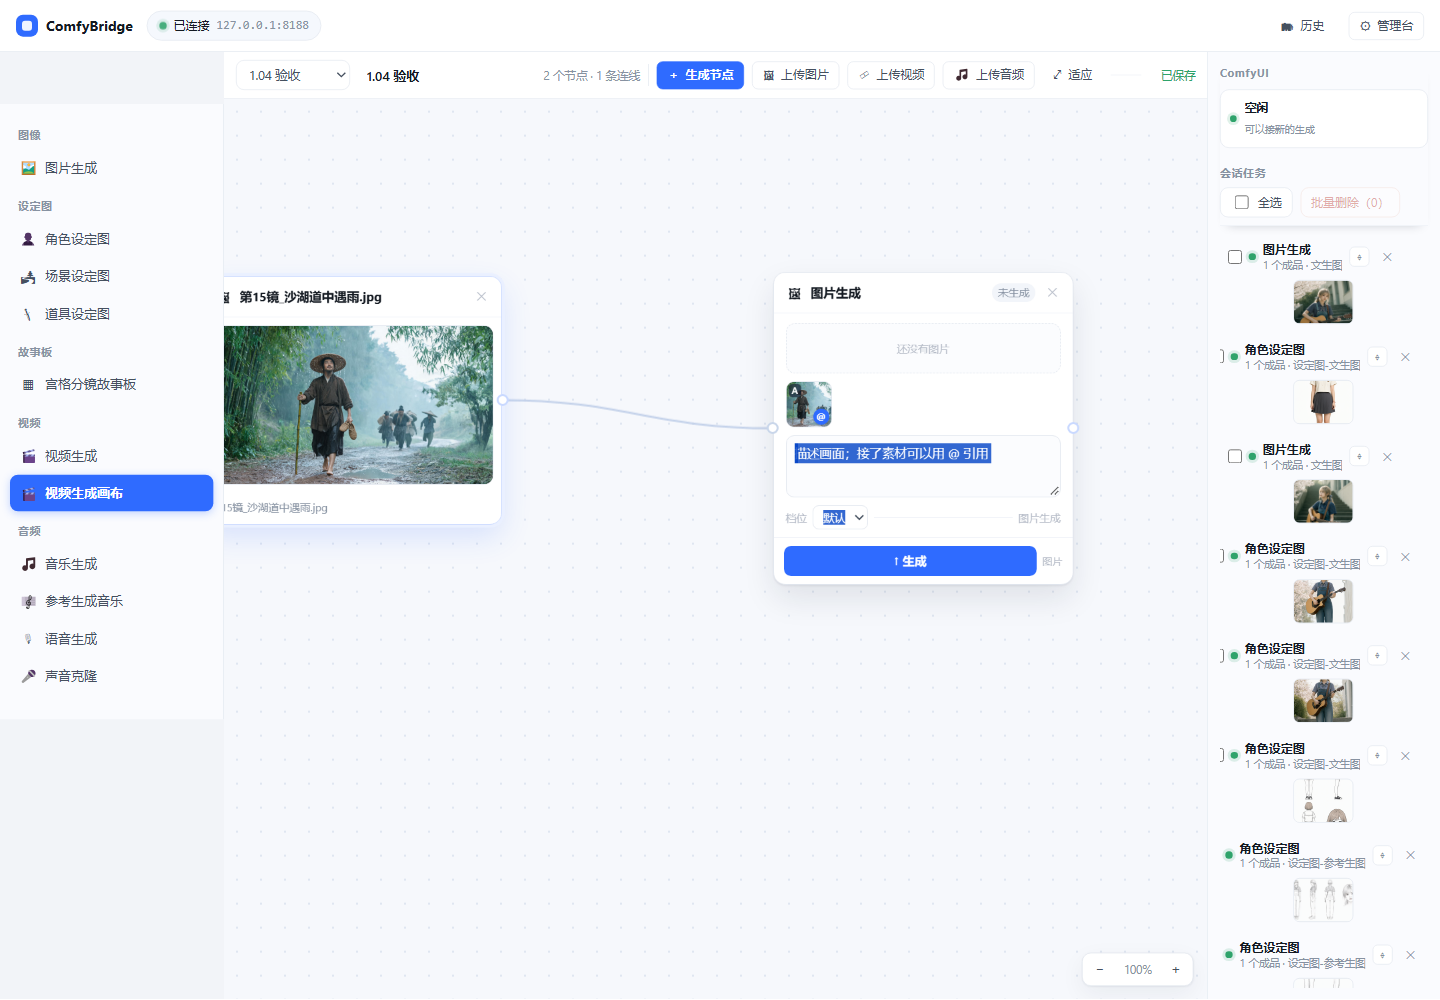 ComfyBridge
已连接 127.0.0.1:8188
历史
管理台
图像
图片生成
设定图
角色设定图
场景设定图
道具设定图
故事板
宫格分镜故事板
视频
视频生成
视频生成画布
音频
音乐生成
参考生成音乐
语音生成
声音克隆
1.04 验收
1.04 验收
2 个节点 · 1 条连线
+ 生成节点
上传图片
上传视频
上传音频
适应
已保存
第15镜_沙湖道中遇雨.jpg
15镜_沙湖道中遇雨.jpg
图片生成
未生成
还没有图片
A
@
描述画面；接了素材可以用 @ 引用
档位
默认
图片生成
↑ 生成
图片
− 100% +
ComfyUI
空闲
可以接新的生成
会话任务
全选
批量删除（0）
图片生成
1 个成品 · 文生图
角色设定图
1 个成品 · 设定图-文生图
图片生成
1 个成品 · 文生图
角色设定图
1 个成品 · 设定图-文生图
角色设定图
1 个成品 · 设定图-文生图
角色设定图
1 个成品 · 设定图-文生图
角色设定图
1 个成品 · 设定图-参考生图
角色设定图
1 个成品 · 设定图-参考生图